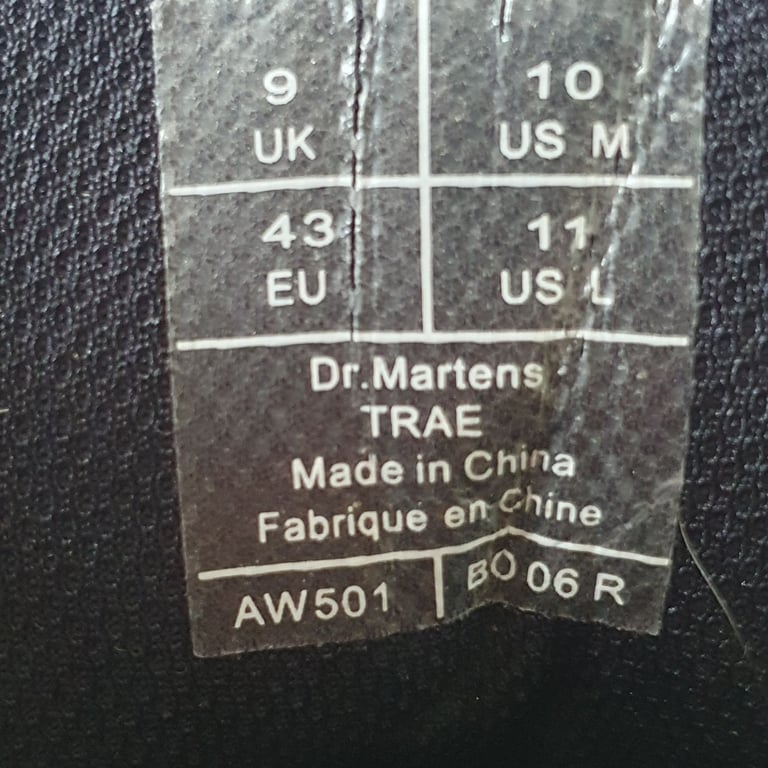 9
UK
10
US M
43
EU
11
US L
Dr.Martens
TRAE
Made in China
Fabrique en Chine
AW501
BO 06 R